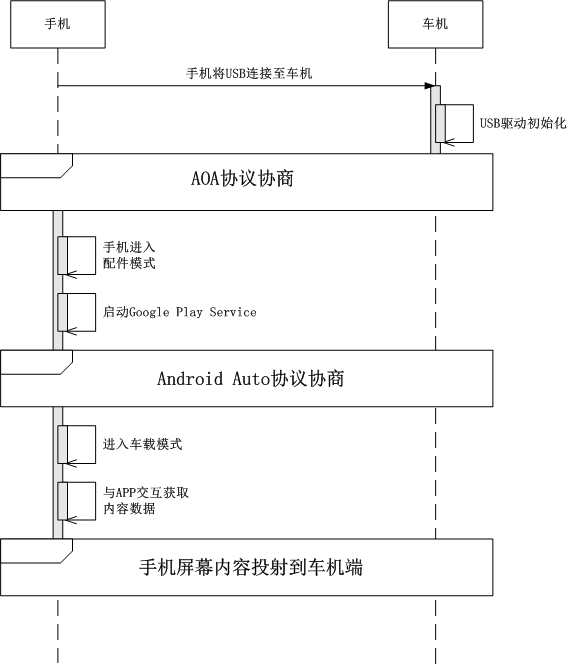 手机
车机
手机将USB连接至车机
USB驱动初始化
AOA协议协商
手机进入
配件模式
启动Google Play Service
Android Auto协议协商
进入车载模式
与APP交互获取
内容数据
手机屏幕内容投射到车机端